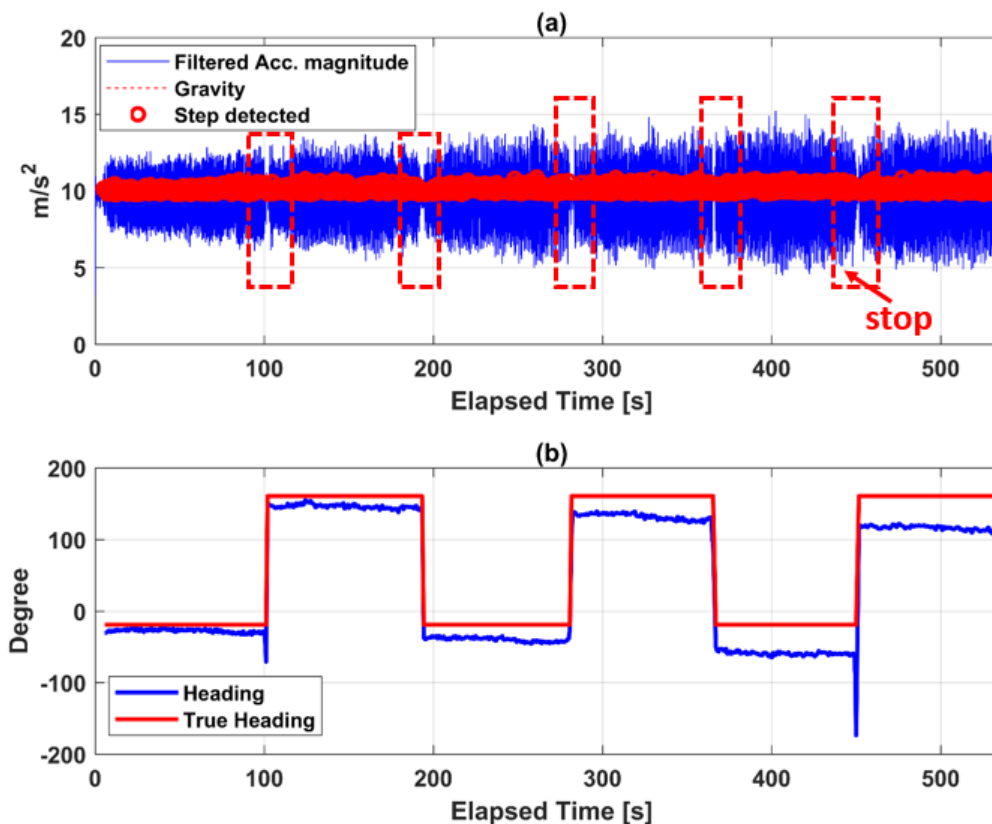 (a)
20
15
10
5
0
m/s²
Filtered Acc. magnitude
Gravity
Step detected
stop
0 100 200 300 400 500
Elapsed Time [s]
(b)
200
100
0
-100
-200
Degree
Heading
True Heading
0 100 200 300 400 500
Elapsed Time [s]